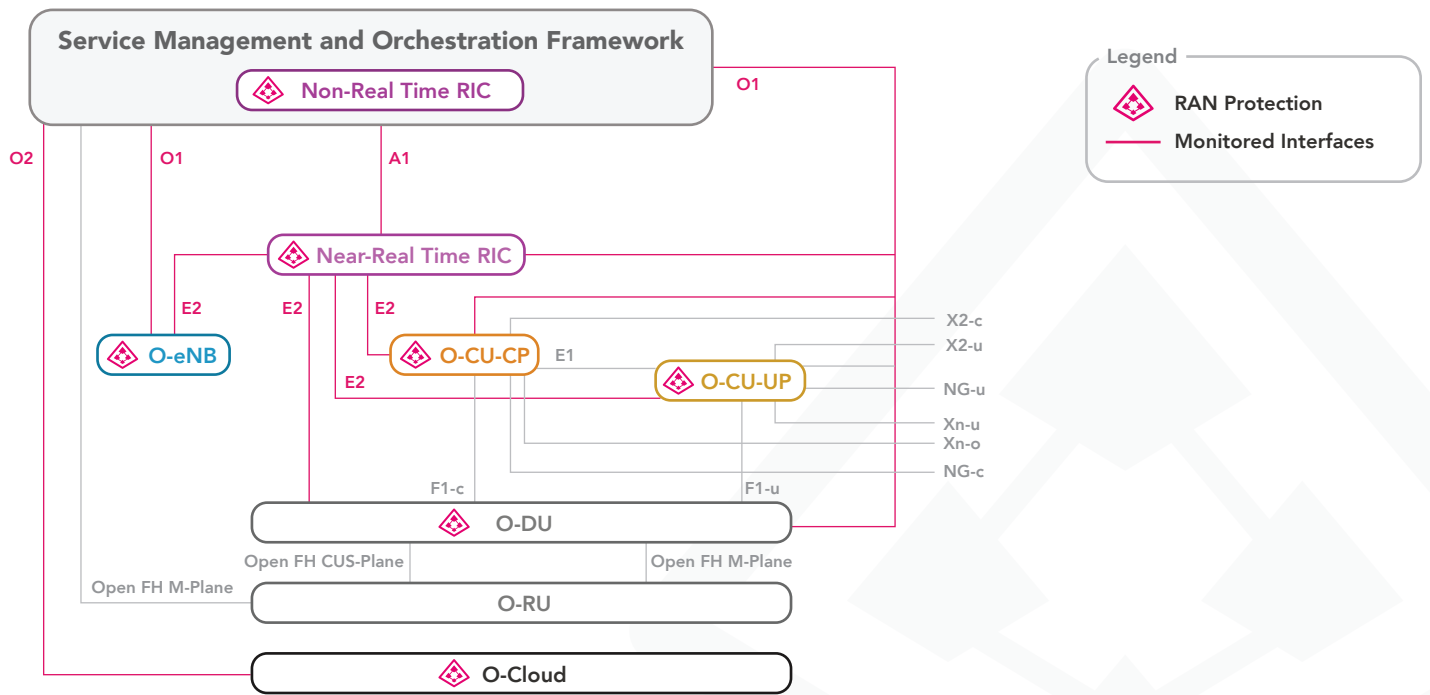 Service Management and Orchestration Framework
Non-Real Time RIC
Legend
RAN Protection
Monitored Interfaces
O1
O2
O1
A1
Near-Real Time RIC
E2
E2
E2
X2-c
O-eNB
O-CU-CP
E1
X2-u
E2
O-CU-UP
NG-u
Xn-u
Xn-o
NG-c
F1-c
F1-u
O-DU
Open FH CUS-Plane
Open FH M-Plane
Open FH M-Plane
O-RU
O-Cloud